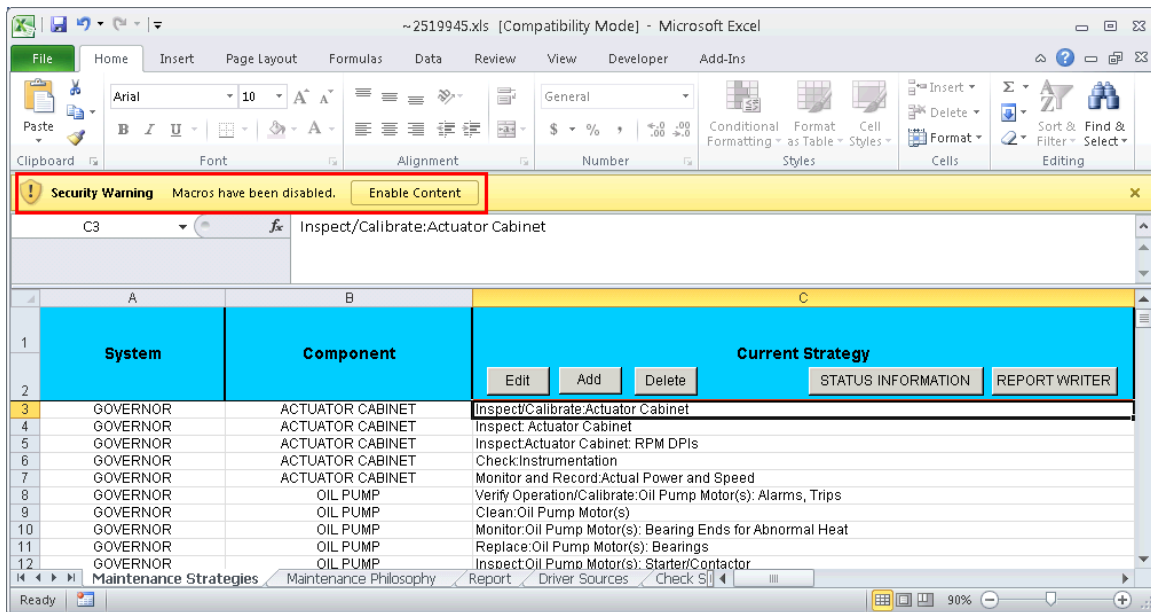 ~2519945.xls [Compatibility Mode] - Microsoft Excel
File Home Insert Page Layout Formulas Data Review View Developer Add-Ins
Paste
Arial 10 A A
B I U A
General
$ % , .0 .00 .00 .0
Conditional Formatting
Format as Table
Cell Styles
Insert
Delete
Format
Σ
Sort & Filter
Find & Select
Clipboard Font Alignment Number Styles Cells Editing
Security Warning Macros have been disabled. Enable Content
C3 fx Inspect/Calibrate:Actuator Cabinet
A B C
1 System Component Current Strategy
2 Edit Add Delete STATUS INFORMATION REPORT WRITER
3 GOVERNOR ACTUATOR CABINET Inspect/Calibrate:Actuator Cabinet
4 GOVERNOR ACTUATOR CABINET Inspect: Actuator Cabinet
5 GOVERNOR ACTUATOR CABINET Inspect:Actuator Cabinet: RPM DPIs
6 GOVERNOR ACTUATOR CABINET Check:Instrumentation
7 GOVERNOR ACTUATOR CABINET Monitor and Record:Actual Power and Speed
8 GOVERNOR OIL PUMP Verify Operation/Calibrate:Oil Pump Motor(s): Alarms, Trips
9 GOVERNOR OIL PUMP Clean:Oil Pump Motor(s)
10 GOVERNOR OIL PUMP Monitor:Oil Pump Motor(s): Bearing Ends for Abnormal Heat
11 GOVERNOR OIL PUMP Replace:Oil Pump Motor(s): Bearings
12 GOVERNOR OIL PUMP Inspect:Oil Pump Motor(s): Starter/Contactor
Maintenance Strategies Maintenance Philosophy Report Driver Sources Check S
Ready 90%